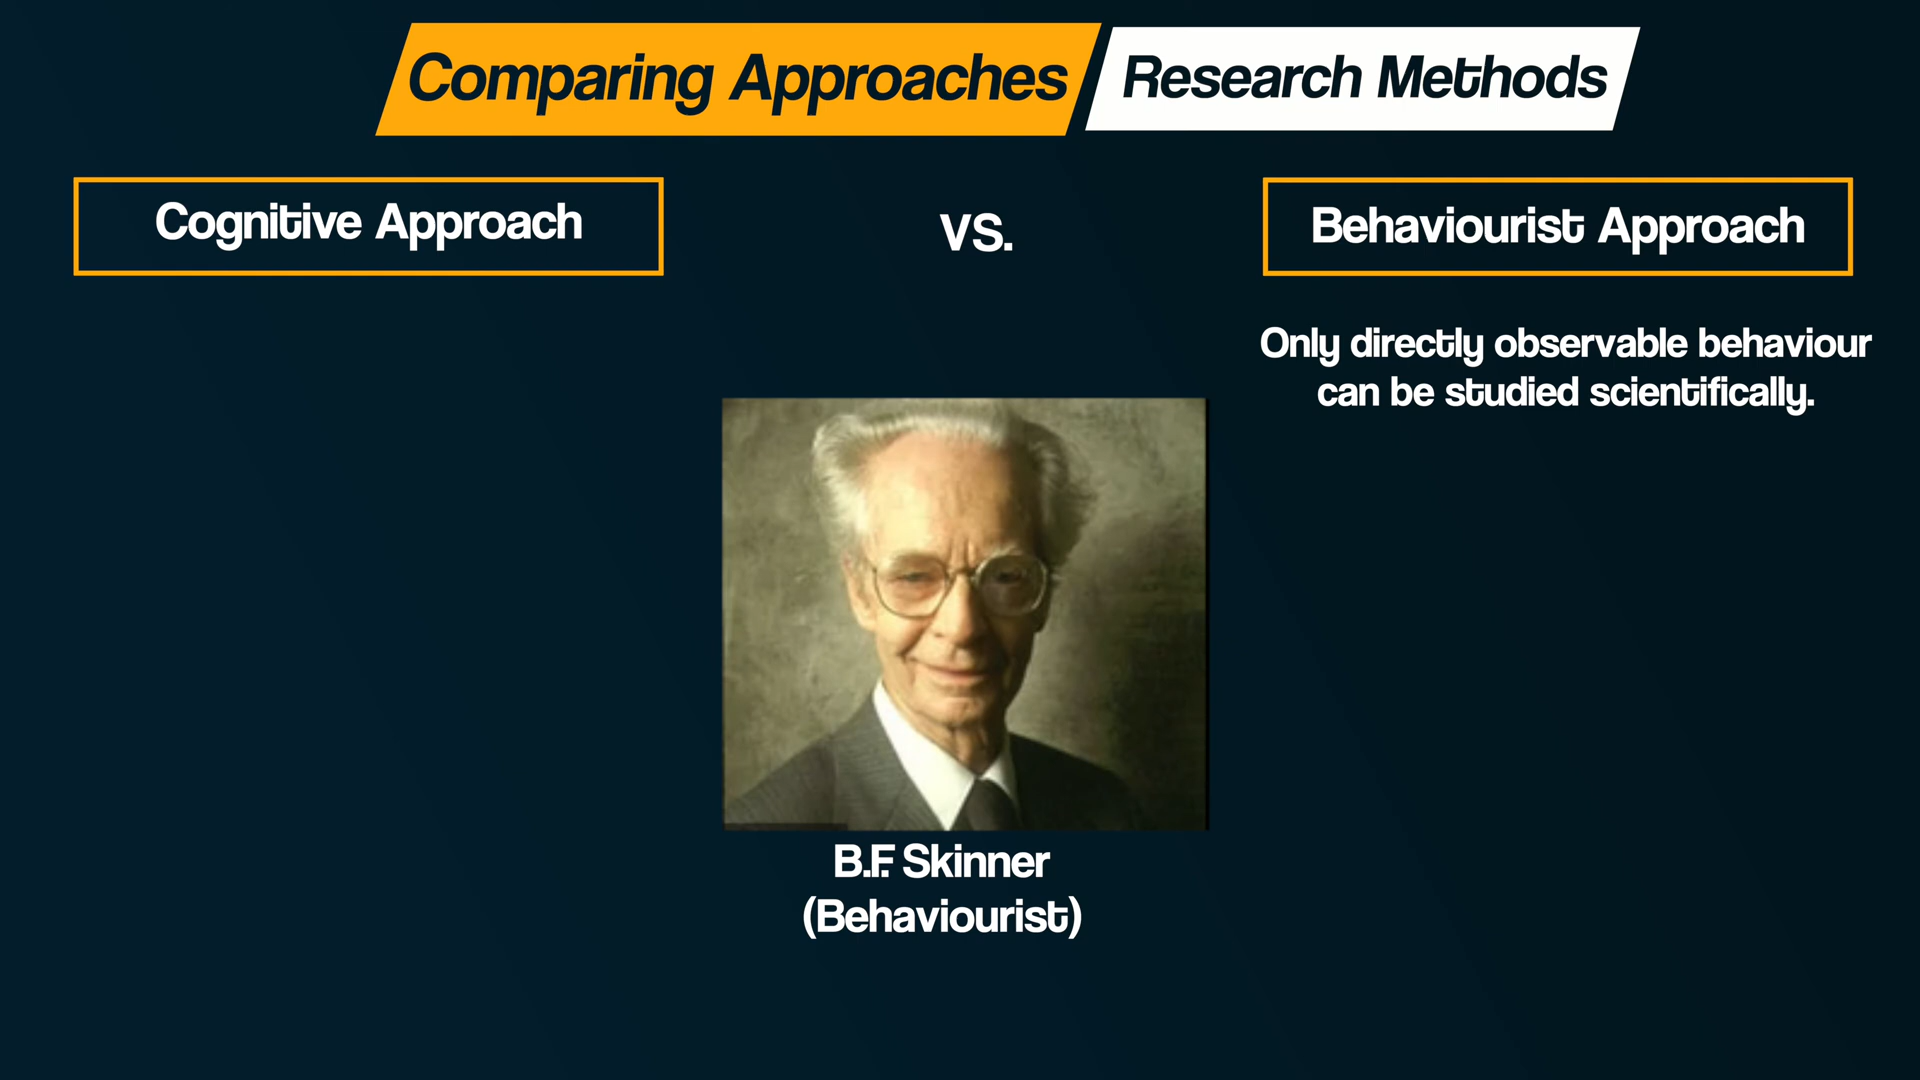 Comparing Approaches
Research Methods
Cognitive Approach
vs.
Behaviourist Approach
Only directly observable behaviour
can be studied scientifically.
B.F. Skinner
(Behaviourist)